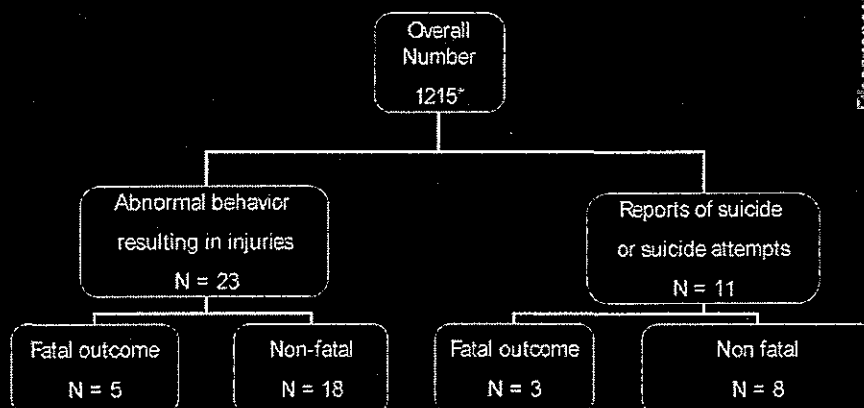 Overall
Number
1215*
Abnormal behavior
resulting in injuries
N = 23
Reports of suicide
or suicide attempts
N = 11
Fatal outcome
N = 5
Non-fatal
N = 18
Fatal outcome
N = 3
Non fatal
N = 8